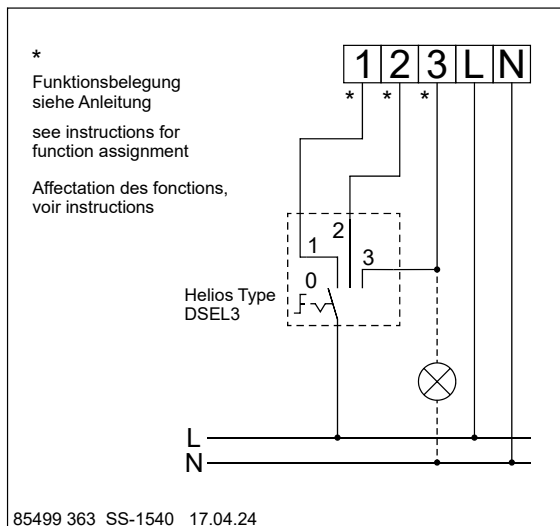 *
Funktionsbelegung
siehe Anleitung
see instructions for
function assignment
Affectation des fonctions,
voir instructions
1 2 3 L N
* * *
2
1
3
0
Helios Type
DSEL3
L
N
85499 363 SS-1540 17.04.24